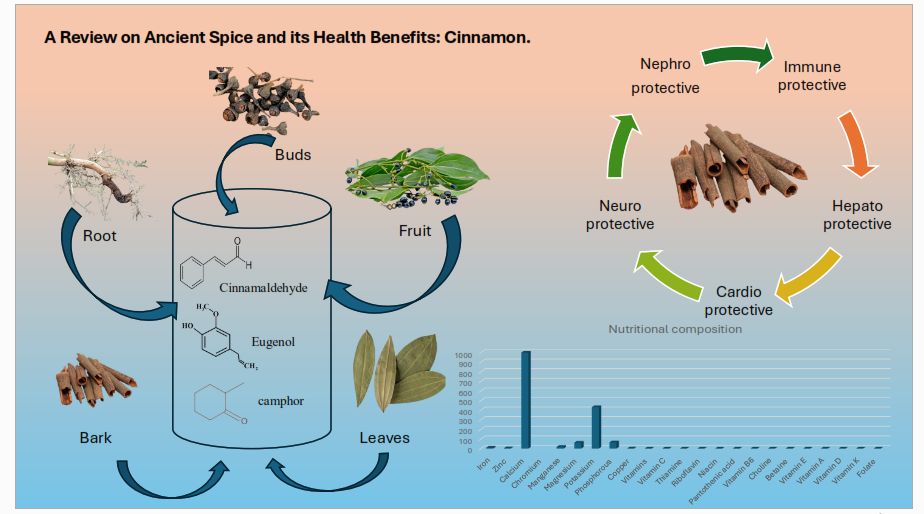 A Review on Ancient Spice and its Health Benefits: Cinnamon.
Buds
Root
Fruit
Bark
Leaves
O
H
Cinnamaldehyde
H₃C
O
HO
CH₂
Eugenol
camphor
O
Nephro
protective
Immune
protective
Hepato
protective
Cardio
protective
Neuro
protective
Nutritional composition
1000
900
800
700
600
500
400
300
200
100
0
Iron
Zinc
Calcium
Chromium
Manganese
Magnesium
Potassium
Phosphorous
Copper
Vitamins
Vitamin C
Thiamine
Riboflavin
Niacin
Pantothenic acid
Vitamin B6
Choline
Betaine
Vitamin E
Vitamin A
Vitamin D
Vitamin K
Folate